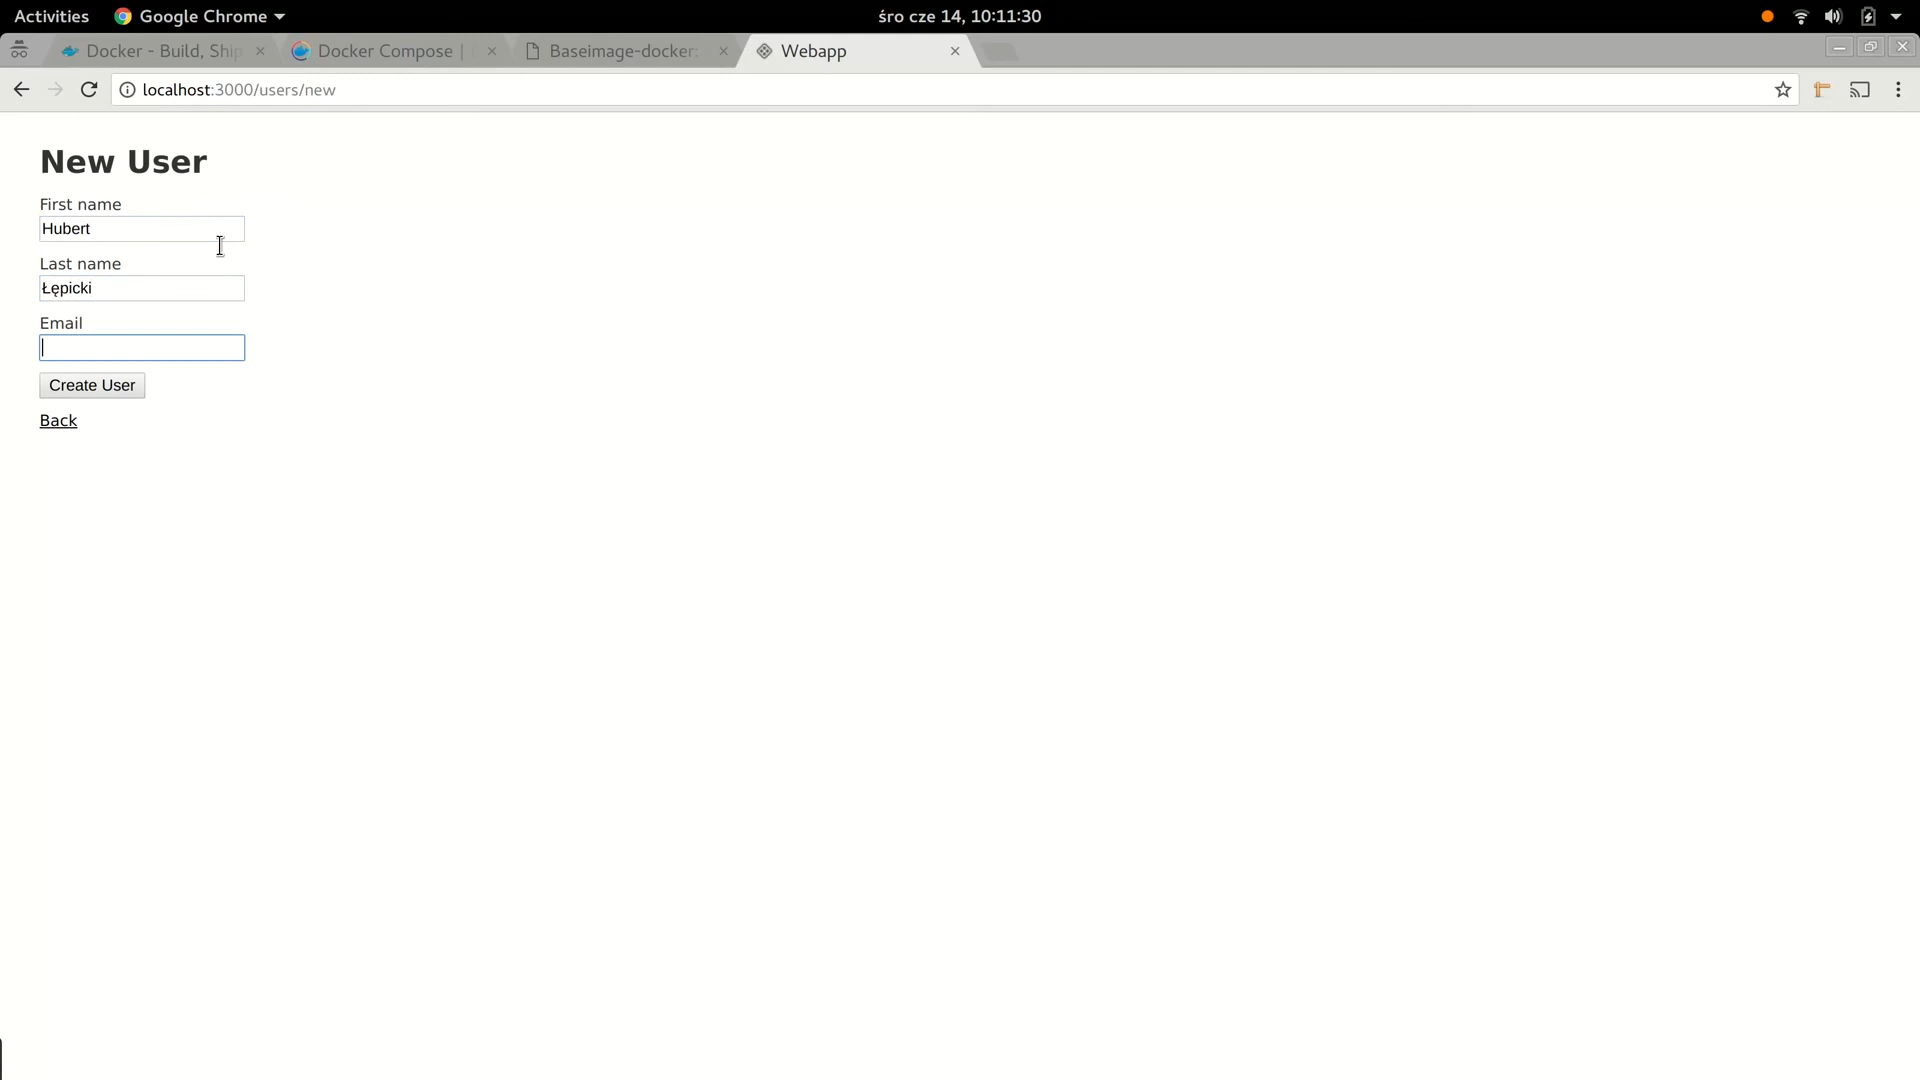 Activities Google Chrome śro cze 14, 10:11:30
Docker - Build, Ship Docker Compose | Baseimage-docker: Webapp
localhost:3000/users/new
New User
First name
Hubert
Last name
Łępicki
Email
Create User
Back